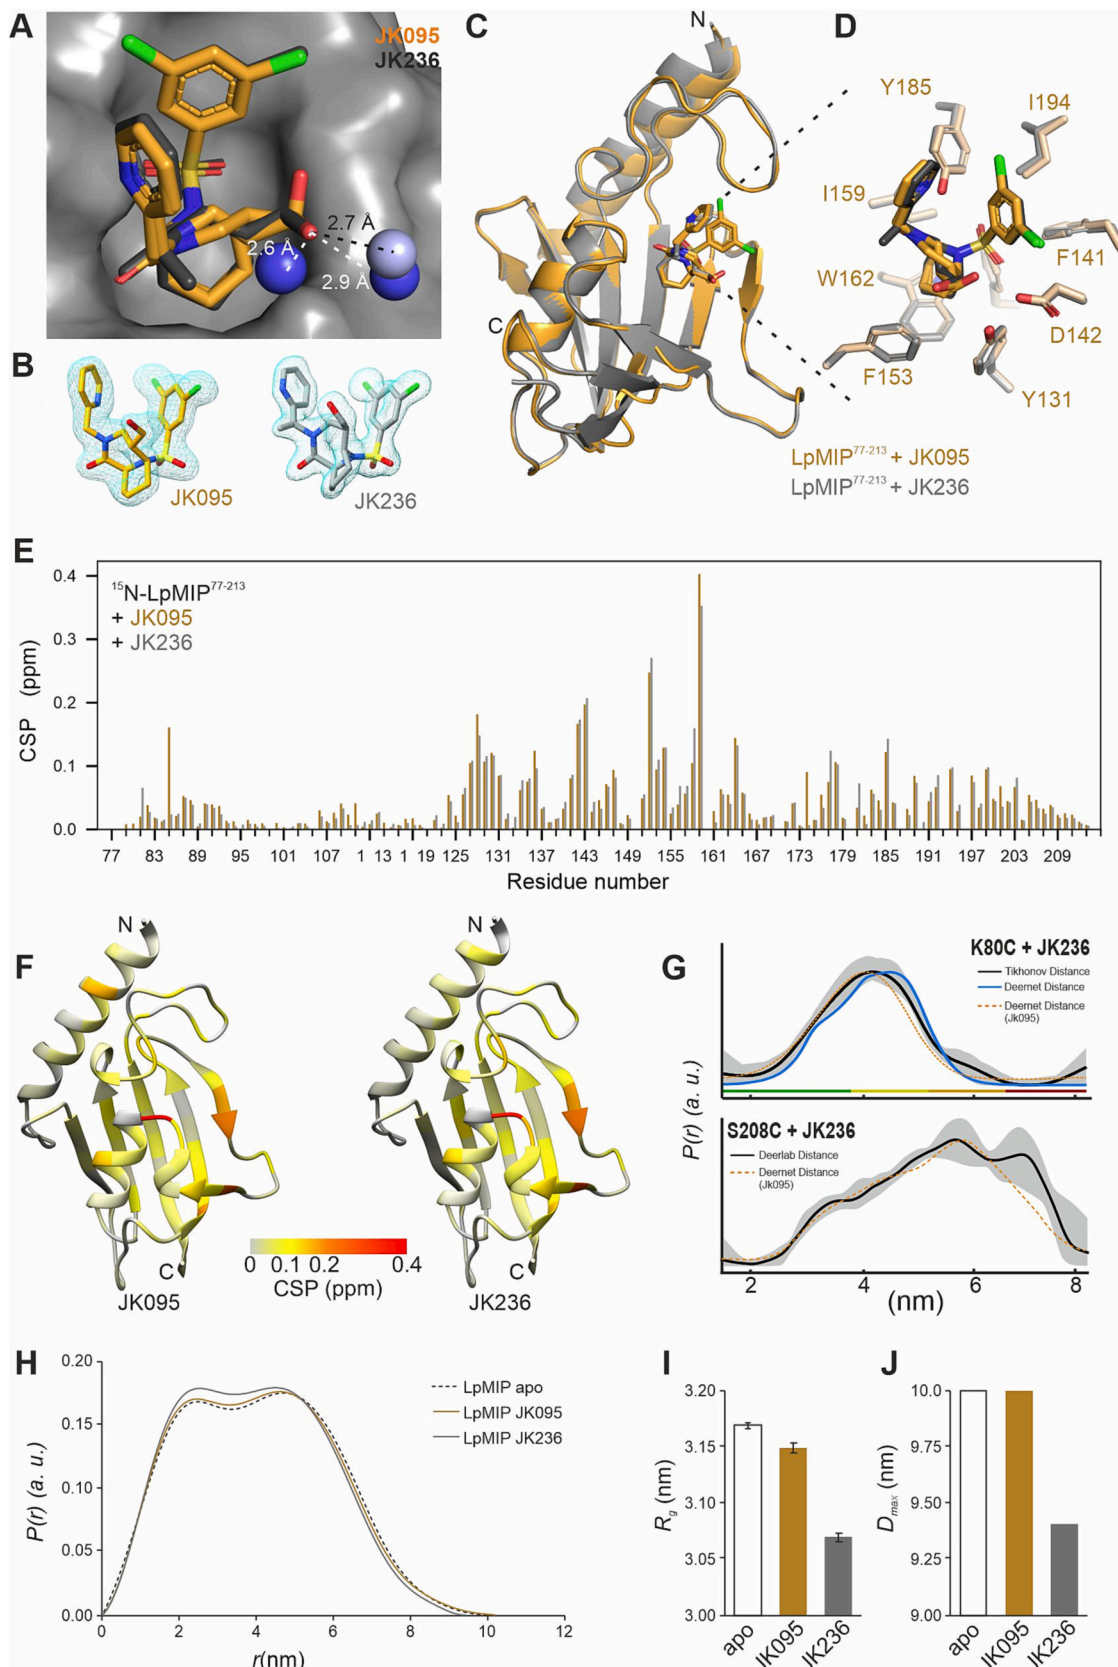 A
JK095
JK236
2.7 Å
2.6 Å
2.9 Å
B
JK095
JK236
C
N
C
LpMIP77-213 + JK095
LpMIP77-213 + JK236
D
Y185
I194
I159
F141
W162
D142
F153
Y131
E
15N-LpMIP77-213
+ JK095
+ JK236
CSP (ppm)
0.4
0.3
0.2
0.1
0.0
77 83 89 95 101 107 1 1 13 1 19 125 131 137 143 149 155 161 167 173 179 185 191 197 203 209
Residue number
F
N
C
JK095
0 0.1 0.2 0.4
CSP (ppm)
N
C
JK236
G
K80C + JK236
Tikhonov Distance
Deernet Distance
Deernet Distance
(Jk095)
P(r) (a. u.)
S208C + JK236
Deerlab Distance
Deernet Distance
(Jk095)
2 4 6 8
(nm)
H
P(r) (a. u.)
0.20
0.15
0.10
0.05
0.00
LpMIP apo
LpMIP JK095
LpMIP JK236
0 2 4 6 8 10 12
r(nm)
I
Rg (nm)
3.20
3.15
3.10
3.05
3.00
apo
JK095
JK236
J
Dmax (nm)
10.0
9.75
9.50
9.25
9.00
apo
JK095
JK236